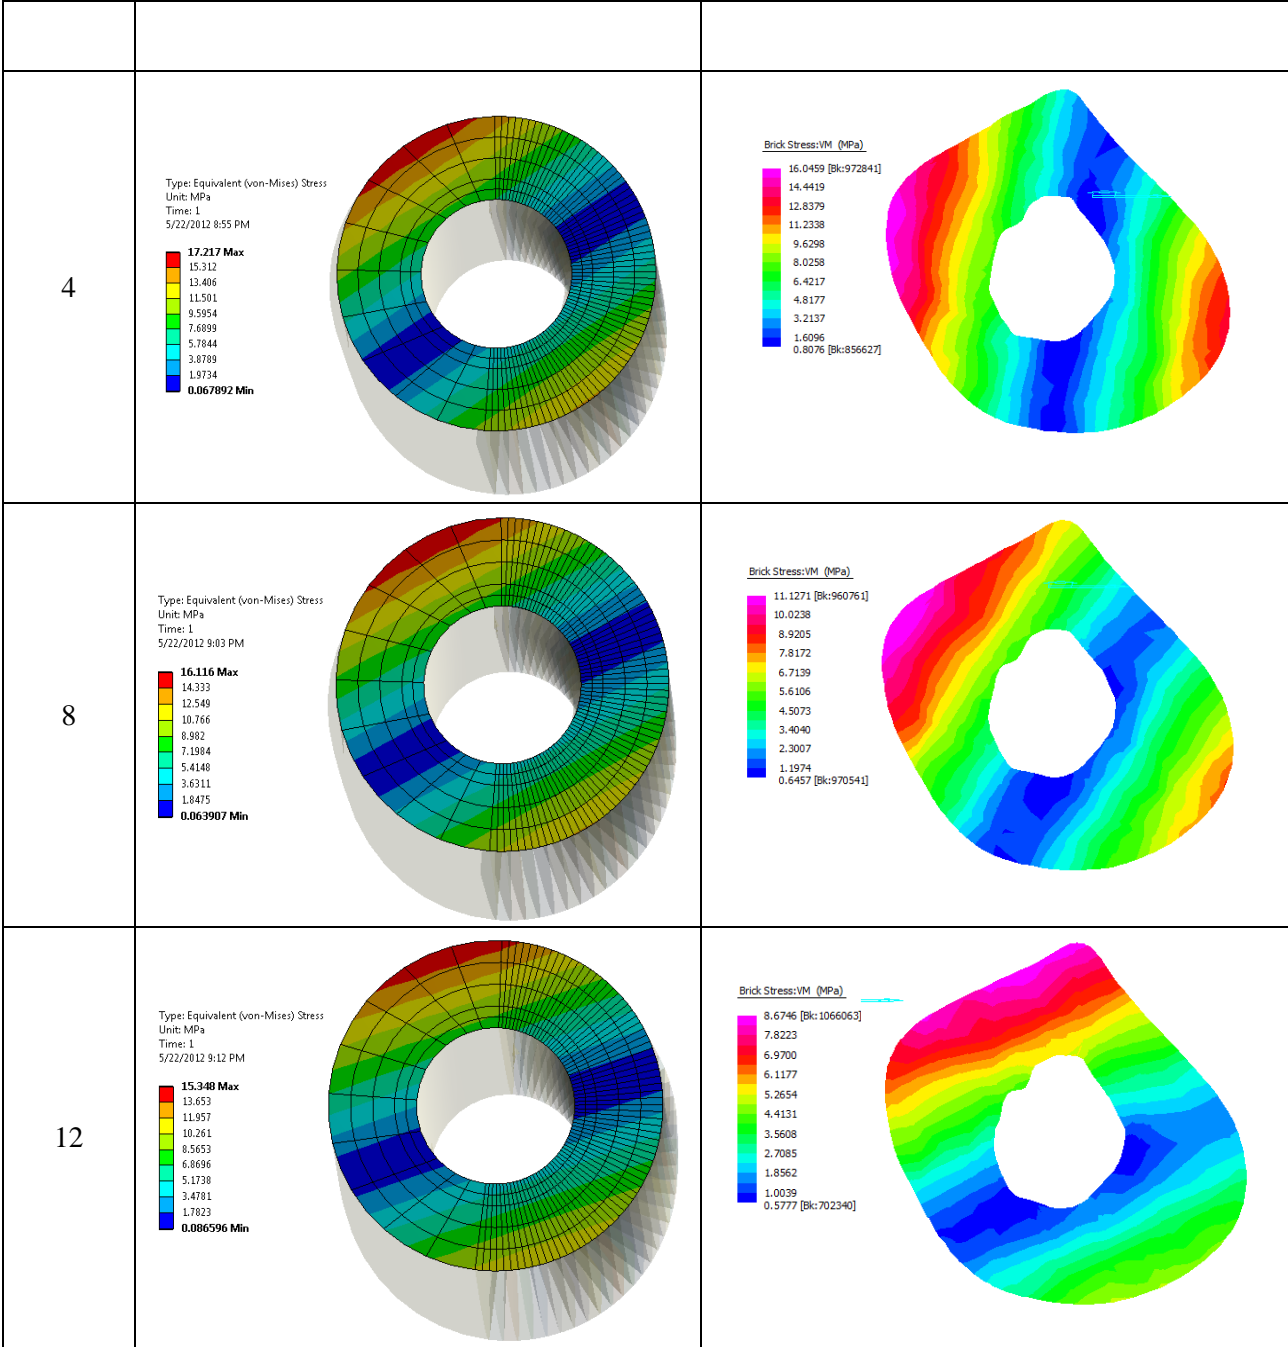 4
Type: Equivalent (von-Mises) Stress
Unit: MPa
Time: 1
5/22/2012 8:55 PM
17.217 Max
15.312
13.406
11.501
9.5954
7.6899
5.7844
3.8789
1.9734
0.067892 Min
Brick Stress:VM (MPa)
16.0459 [Bk:972841]
14.4419
12.8379
11.2338
9.6298
8.0258
6.4217
4.8177
3.2137
1.6096
0.8076 [Bk:856627]
8
Type: Equivalent (von-Mises) Stress
Unit: MPa
Time: 1
5/22/2012 9:03 PM
16.116 Max
14.333
12.549
10.766
8.982
7.1984
5.4148
3.6311
1.8475
0.063907 Min
Brick Stress:VM (MPa)
11.1271 [Bk:960761]
10.0238
8.9205
7.8172
6.7139
5.6106
4.5073
3.4040
2.3007
1.1974
0.6457 [Bk:970541]
12
Type: Equivalent (von-Mises) Stress
Unit: MPa
Time: 1
5/22/2012 9:12 PM
15.348 Max
13.653
11.957
10.261
8.5653
6.8696
5.1738
3.4781
1.7823
0.086596 Min
Brick Stress:VM (MPa)
8.6746 [Bk:1066063]
7.8223
6.9700
6.1177
5.2654
4.4131
3.5608
2.7085
1.8562
1.0039
0.5777 [Bk:702340]